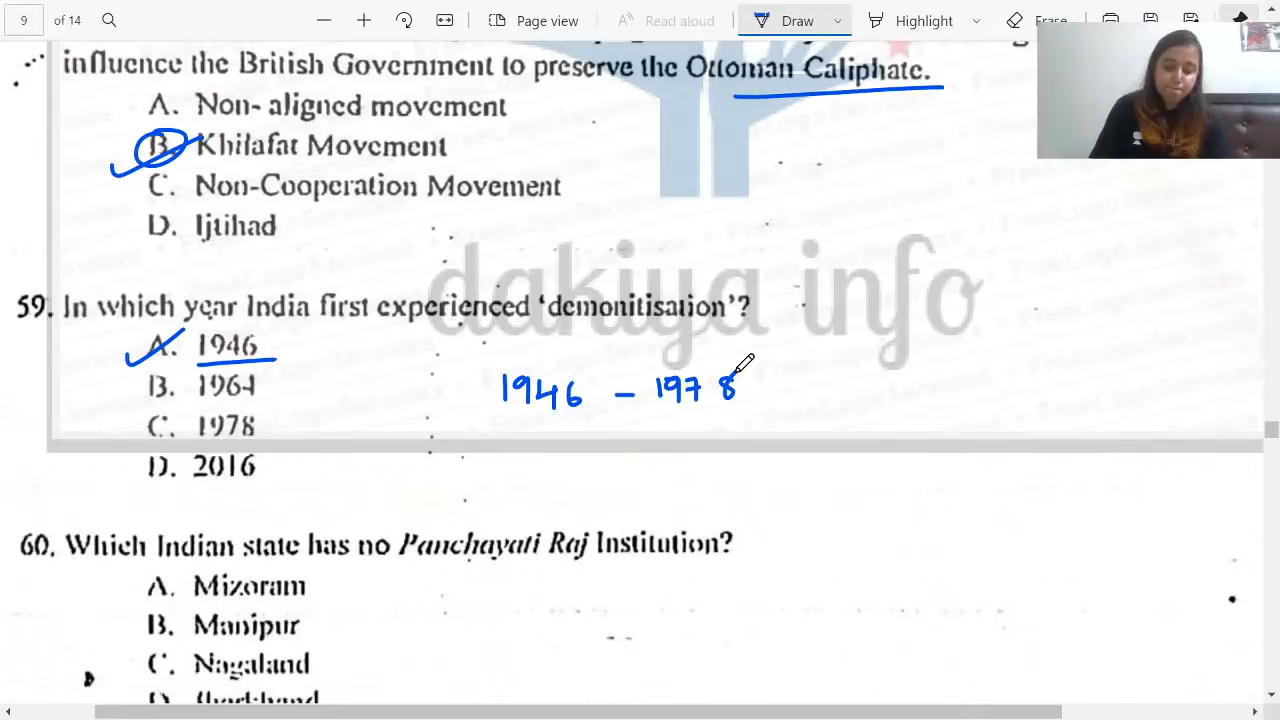 9 of 14 Page view Read aloud Draw Highlight Erase
influence the British Government to preserve the Ottoman Caliphate.
A. Non- aligned movement
B. Khilafat Movement
C. Non-Cooperation Movement
D. Ijtihad
dakiya info
59. In which year India first experienced 'demonitisation'?
A. 1946
B. 1964
C. 1978
D. 2016
1946 - 1978
60. Which Indian state has no Panchayati Raj Institution?
A. Mizoram
B. Manipur
C. Nagaland
D. Jharkhand